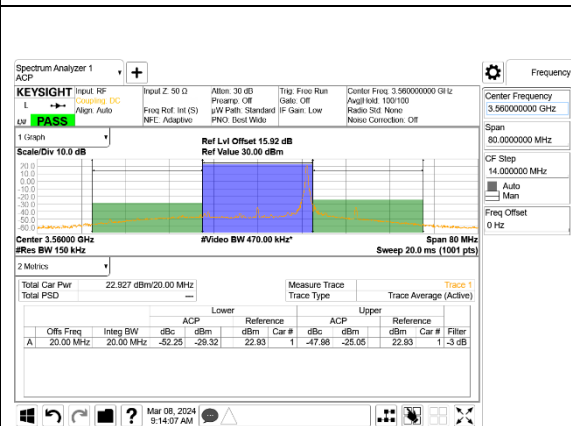 Spectrum Analyzer 1
ACP
Frequency
KEYSIGHT Input: RF Input Z: 50 Ω Atten: 30 dB Trig: Free Run Center Freq: 3.560000000 GHz
L Coupling: DC Preamp: Off Gate: Off Avg|Hold: 100/100
Align: Auto Freq Ref: Int (S) µW Path: Standard IF Gain: Low Radio Std: None
PASS NFE: Adaptive PNO: Best Wide Noise Correction: Off
Center Frequency
3.560000000 GHz
Span
80.0000000 MHz
CF Step
14.000000 MHz
Auto
Man
Freq Offset
0 Hz
1 Graph
Ref Lvl Offset 15.92 dB
Scale/Div 10.0 dB Ref Value 30.00 dBm
20.0
10.0
0.0
-10.0
-20.0
-30.0
-40.0
-50.0
-60.0
Center 3.56000 GHz #Video BW 470.00 kHz* Span 80 MHz
#Res BW 150 kHz Sweep 20.0 ms (1001 pts)
2 Metrics
Total Car Pwr 22.927 dBm/20.00 MHz Measure Trace Trace 1
Total PSD --- Trace Type Trace Average (Active)
Lower Upper
ACP Reference ACP Reference
Offs Freq Integ BW dBc dBm dBm Car # dBc dBm dBm Car # Filter
A 20.00 MHz 20.00 MHz -52.25 -29.32 22.93 1 -47.98 -25.05 22.93 1 -3 dB
Mar 08, 2024
9:14:07 AM